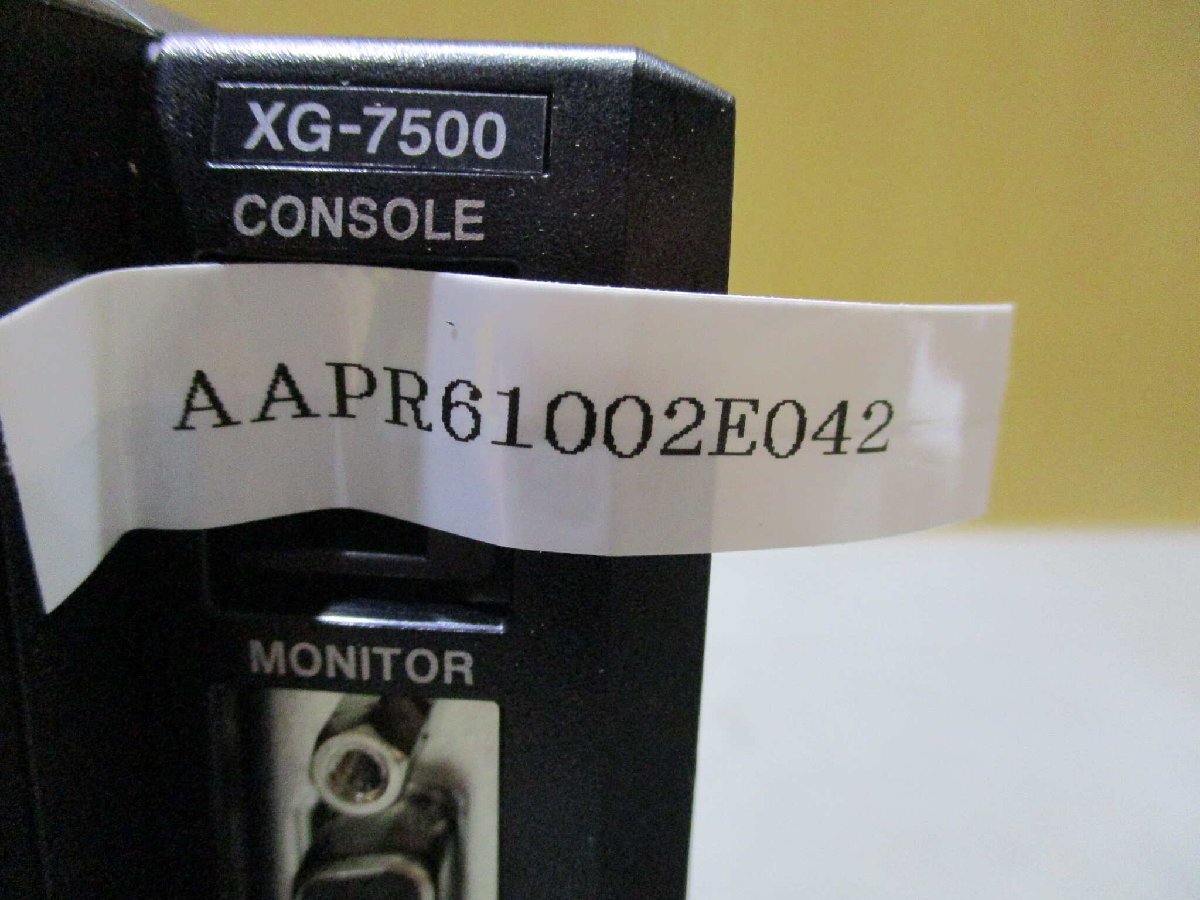 XG-7500
CONSOLE
AAPR61002E042
MONITOR